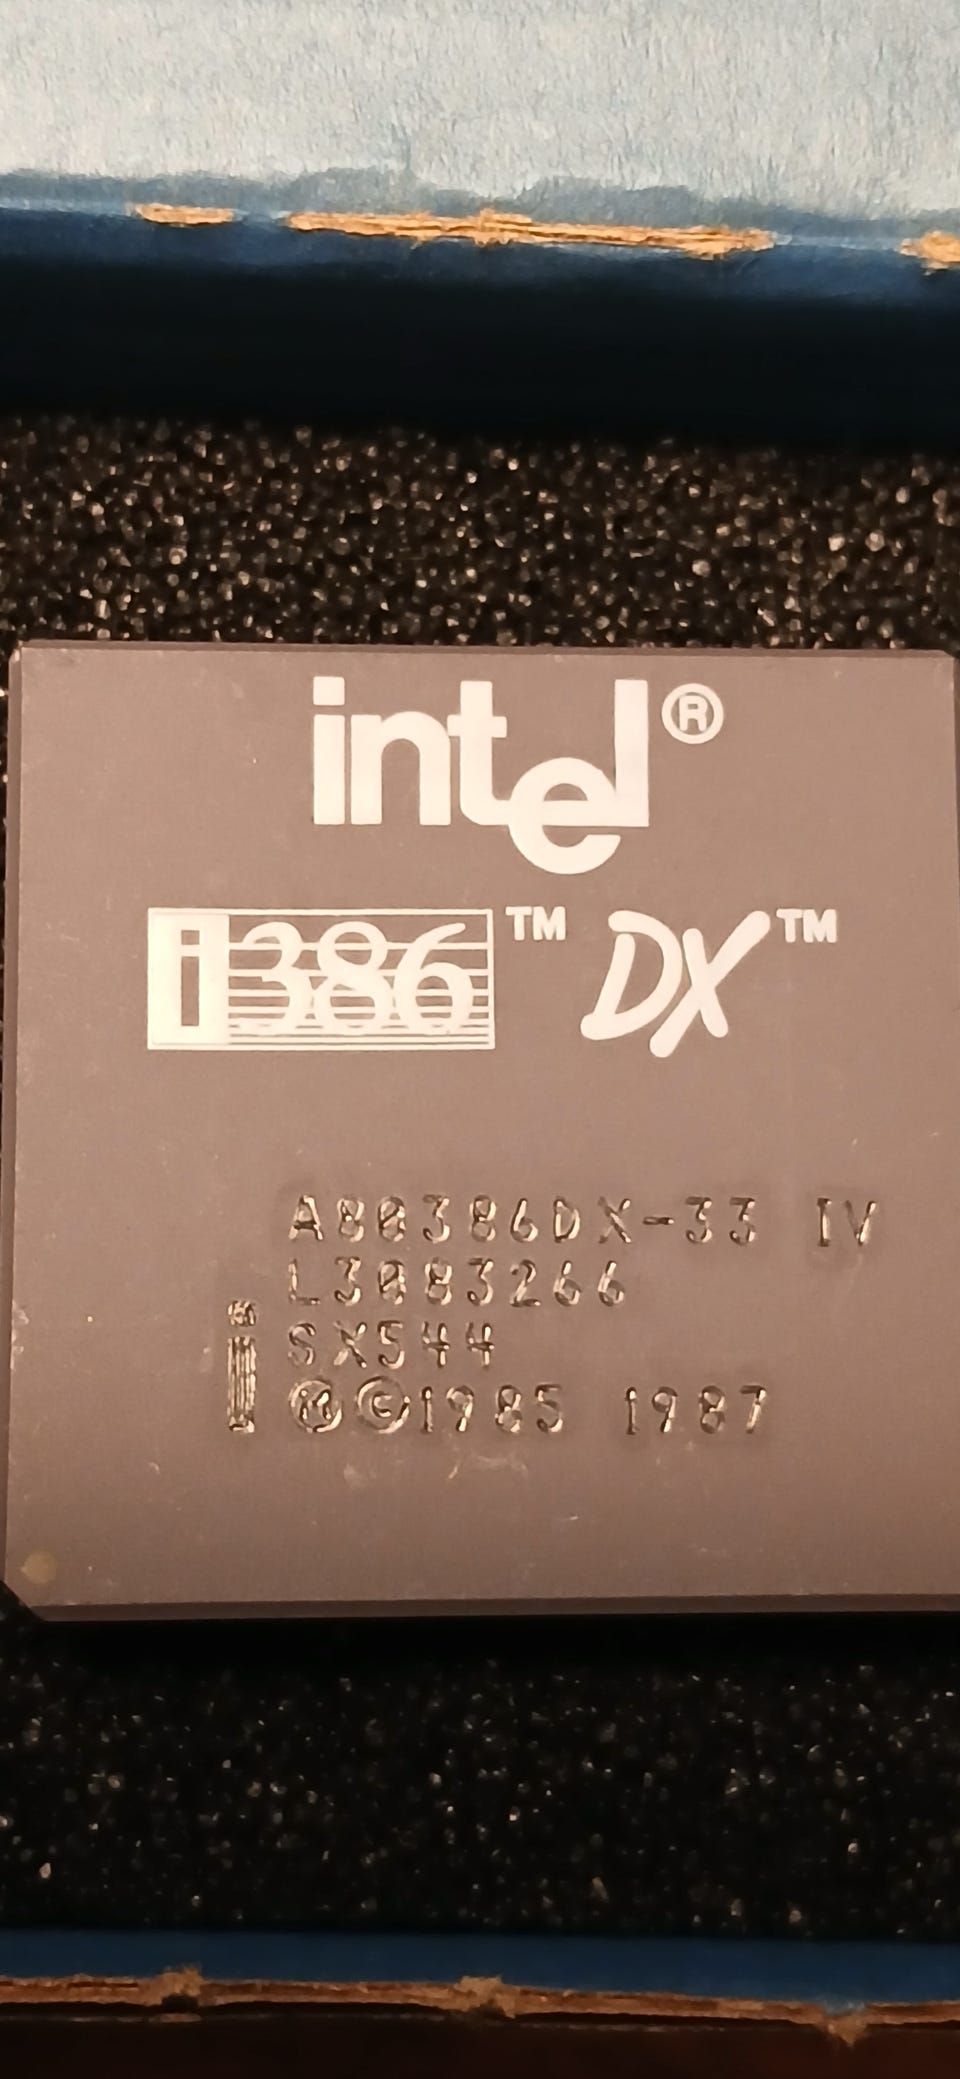 intel®
i386™ DX™
A80386DX-33 IV
L3083266
i SX544
Ⓜ©1985 1987